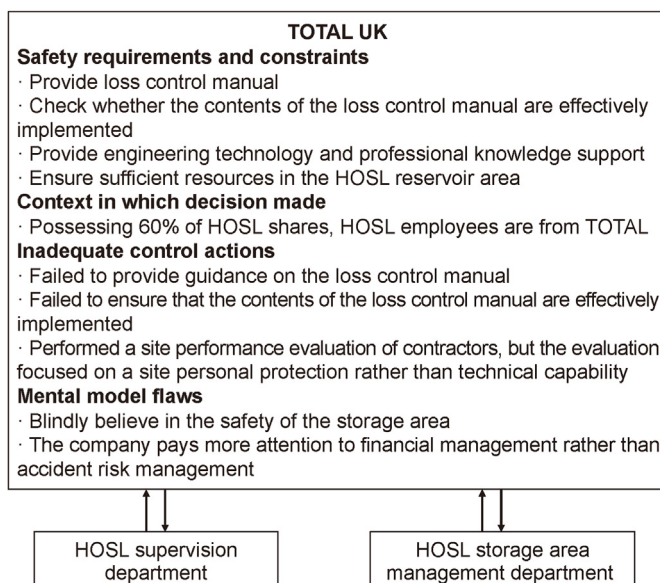 TOTAL UK
Safety requirements and constraints
· Provide loss control manual
· Check whether the contents of the loss control manual are effectively
implemented
· Provide engineering technology and professional knowledge support
· Ensure sufficient resources in the HOSL reservoir area
Context in which decision made
· Possessing 60% of HOSL shares, HOSL employees are from TOTAL
Inadequate control actions
· Failed to provide guidance on the loss control manual
· Failed to ensure that the contents of the loss control manual are effectively
implemented
· Performed a site performance evaluation of contractors, but the evaluation
focused on a site personal protection rather than technical capability
Mental model flaws
· Blindly believe in the safety of the storage area
· The company pays more attention to financial management rather than
accident risk management
HOSL supervision
department
HOSL storage area
management department